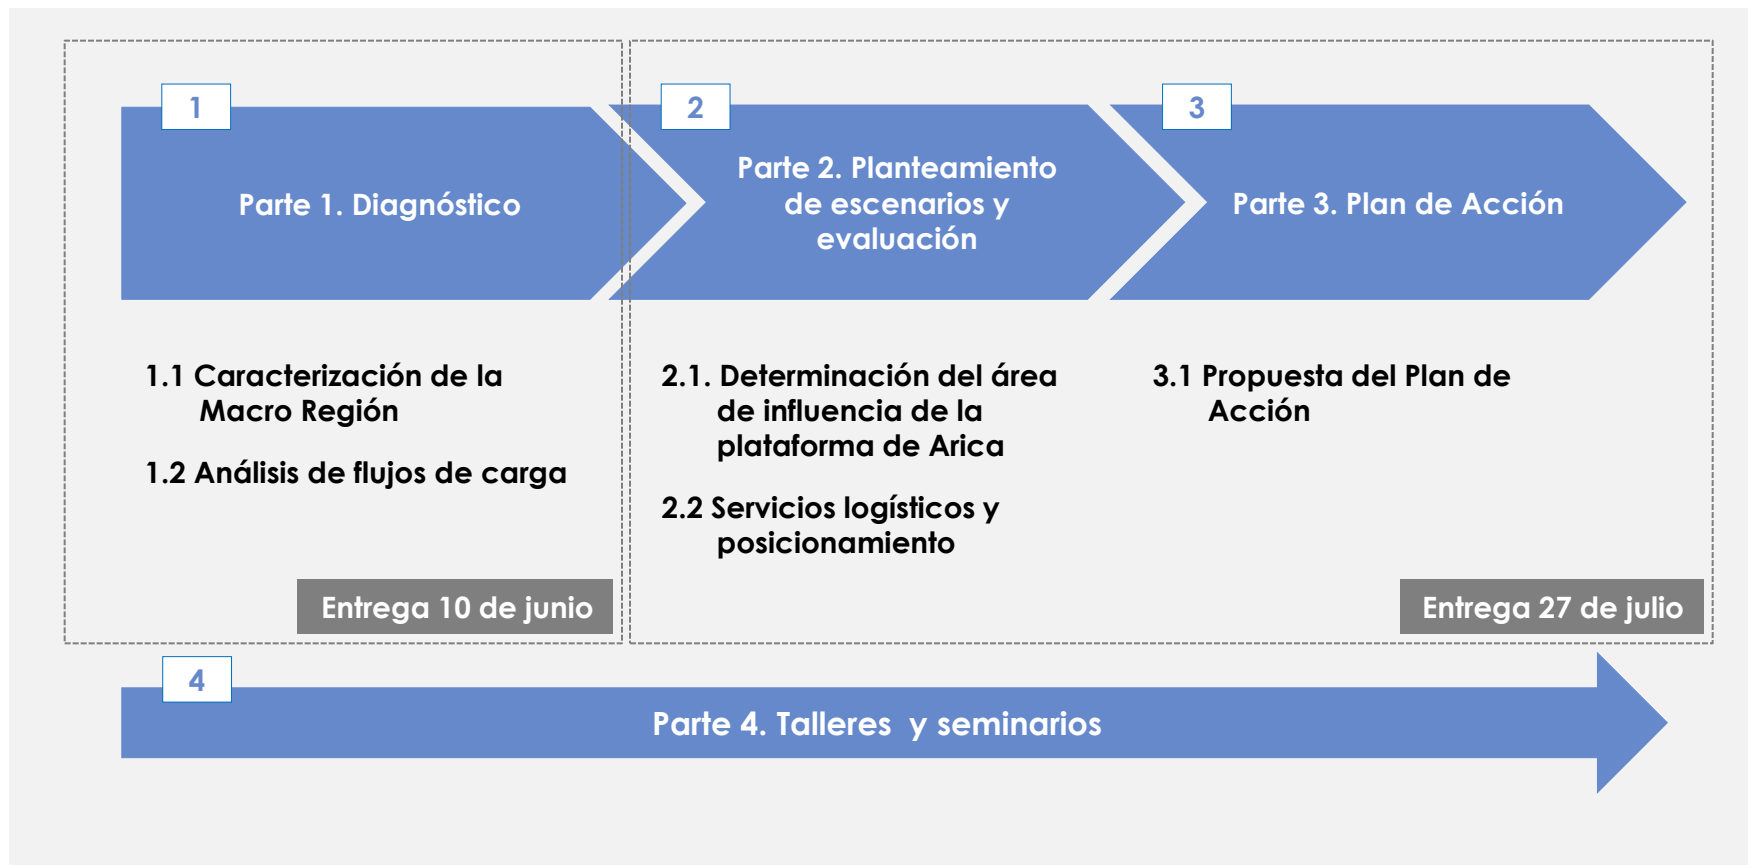 1
Parte 1. Diagnóstico
2
Parte 2. Planteamiento
de escenarios y
evaluación
3
Parte 3. Plan de Acción
1.1 Caracterización de la
Macro Región
1.2 Análisis de flujos de carga
Entrega 10 de junio
2.1. Determinación del área
de influencia de la
plataforma de Arica
2.2 Servicios logísticos y
posicionamiento
3.1 Propuesta del Plan de
Acción
Entrega 27 de julio
4
Parte 4. Talleres  y seminarios